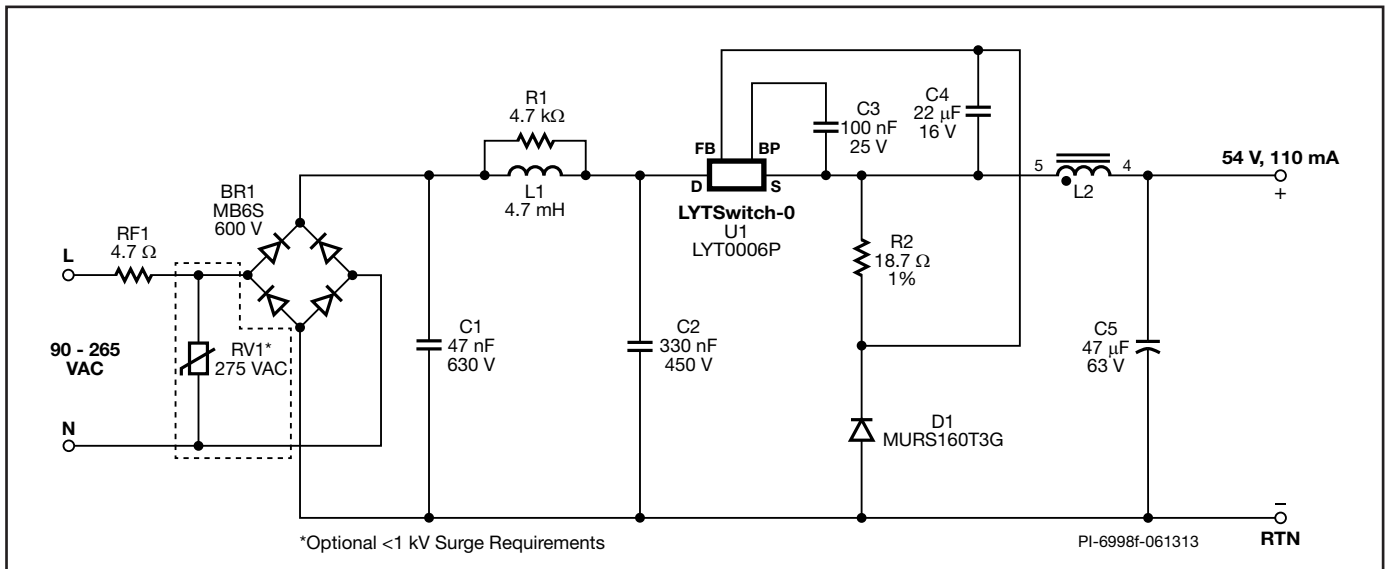 R1
4.7 kΩ
L1
4.7 mH
C3
100 nF
25 V
C4
22 µF
16 V
FB
BP
D
S
LYTSwitch-0
U1
LYT0006P
5
4
L2
54 V, 110 mA
+
BR1
MB6S
600 V
RF1
4.7 Ω
L
90 - 265
VAC
N
RV1*
275 VAC
C1
47 nF
630 V
C2
330 nF
450 V
R2
18.7 Ω
1%
D1
MURS160T3G
C5
47 µF
63 V
–
RTN
*Optional <1 kV Surge Requirements
PI-6998f-061313